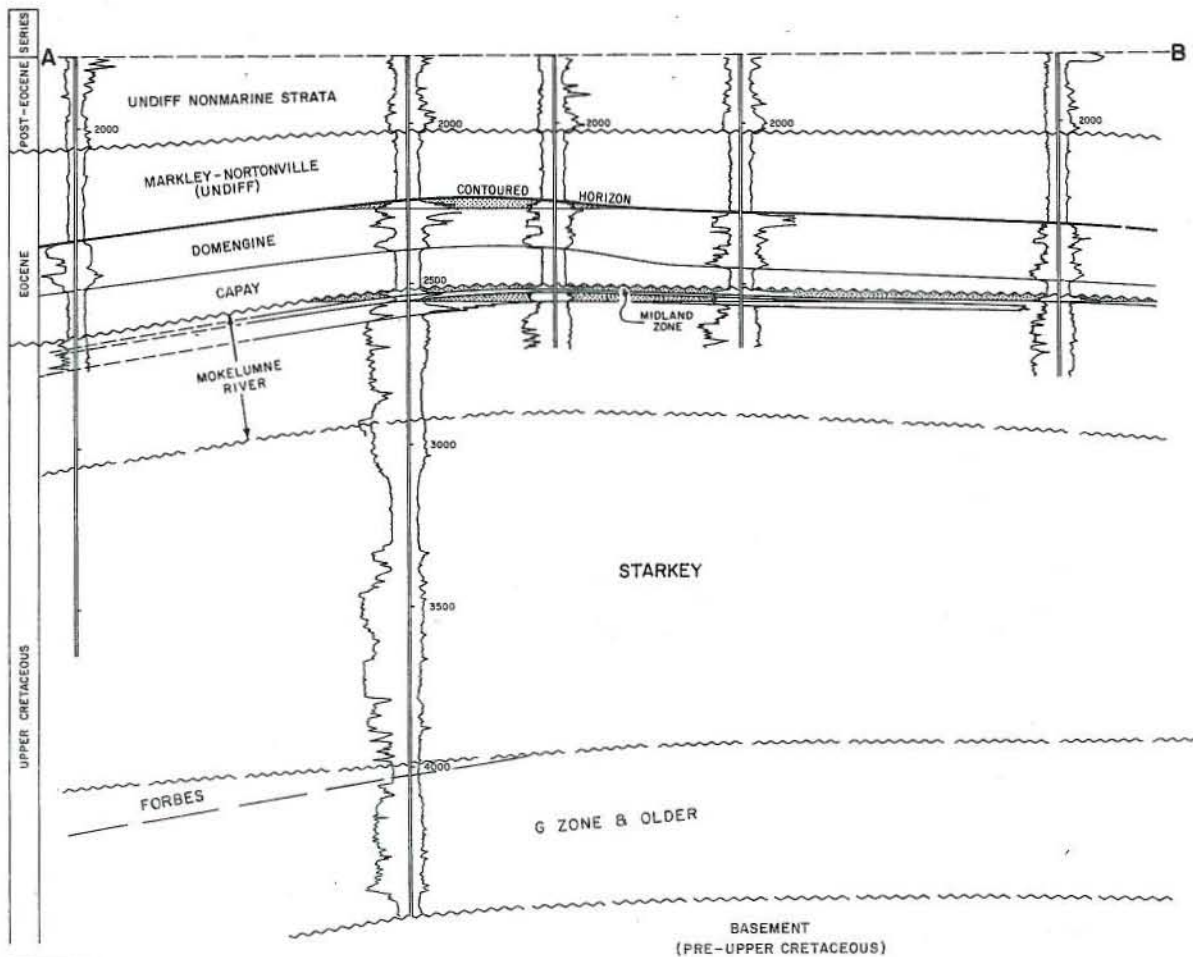 POST-EOCENE SERIES
EOCENE
UPPER CRETACEOUS
A
B
UNDIFF NONMARINE STRATA
2000
2000
2000
2000
2000
MARKLEY-NORTONVILLE
(UNDIFF)
CONTOURED
HORIZON
DOMENGINE
CAPAY
2500
MIDLAND
ZONE
MOKELUMNE
RIVER
3000
STARKEY
3500
4000
FORBES
G ZONE & OLDER
BASEMENT
(PRE-UPPER CRETACEOUS)